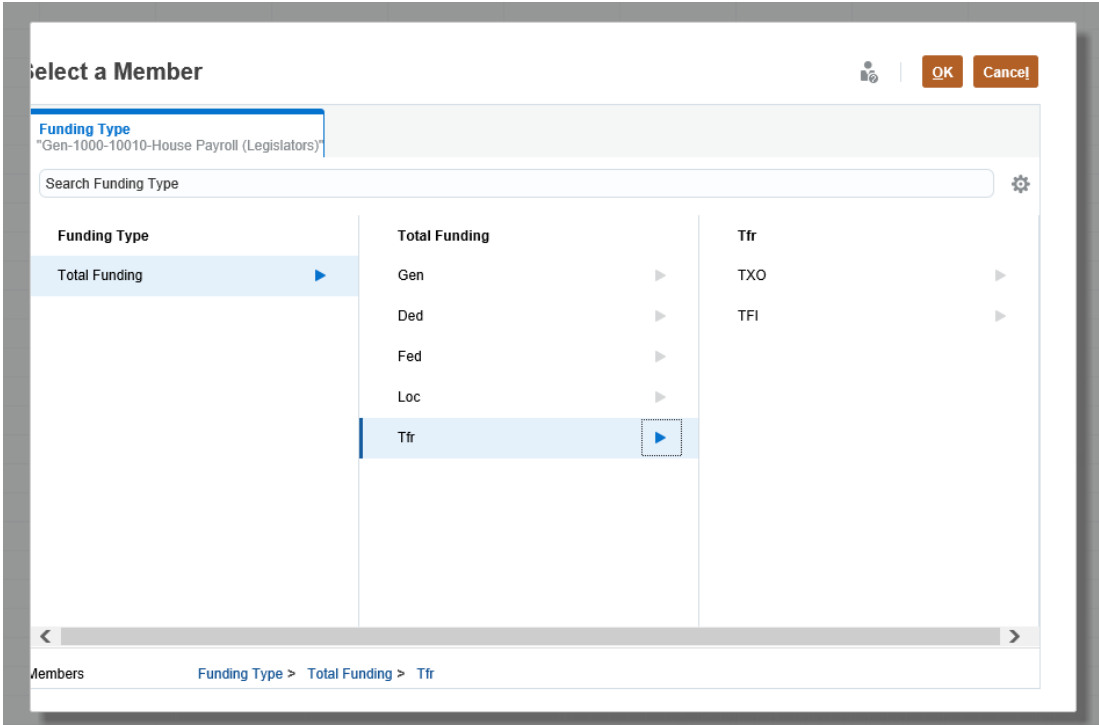 Select a Member
OK
Cancel
Funding Type
"Gen-1000-10010-House Payroll (Legislators)"
Search Funding Type
Funding Type
Total Funding
Tfr
Total Funding
Gen
TXO
Ded
TFI
Fed
Loc
Tfr
Members
Funding Type > Total Funding > Tfr